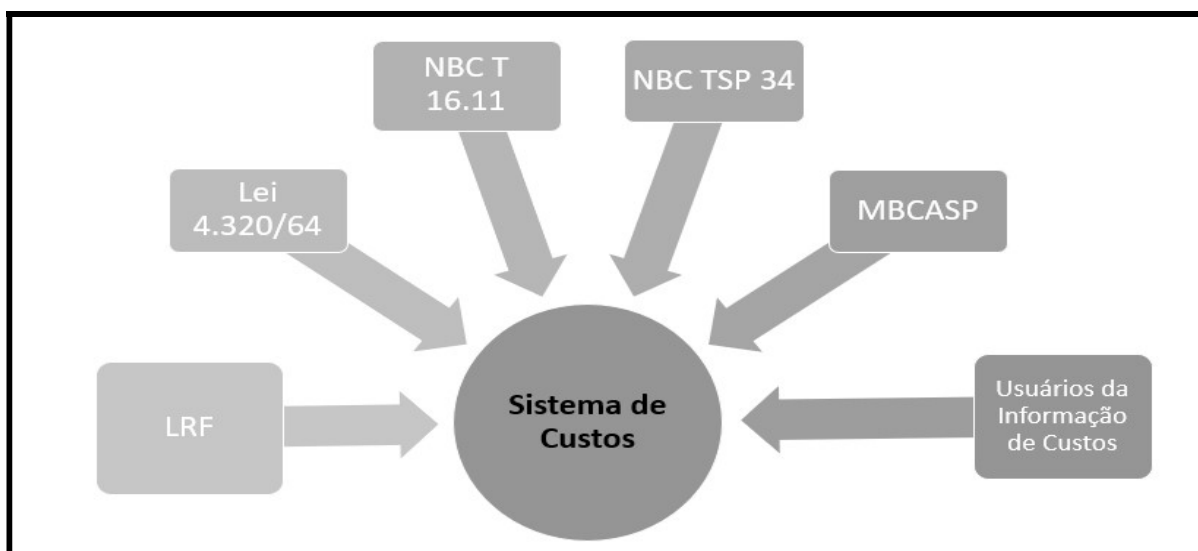 NBC T
16.11
NBC TSP 34
Lei
4.320/64
MBCASP
LRF
Sistema de
Custos
Usuários da
Informação
de Custos